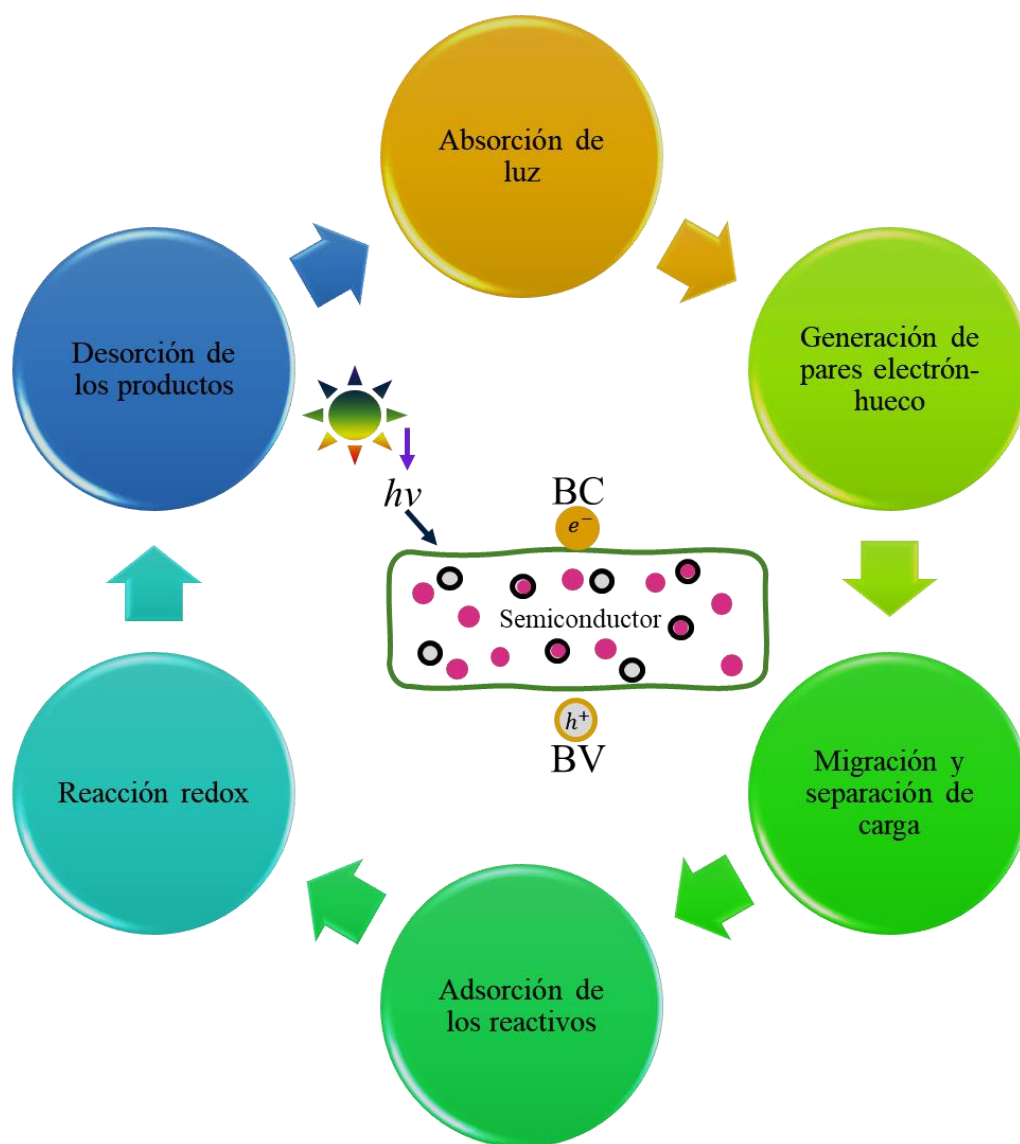 Absorción de
luz
Generación de
pares electrón-
hueco
Migración y
separación de
carga
Adsorción de
los reactivos
Reacción redox
Desorción de
los productos
hν
BC
e⁻
Semiconductor
h⁺
BV